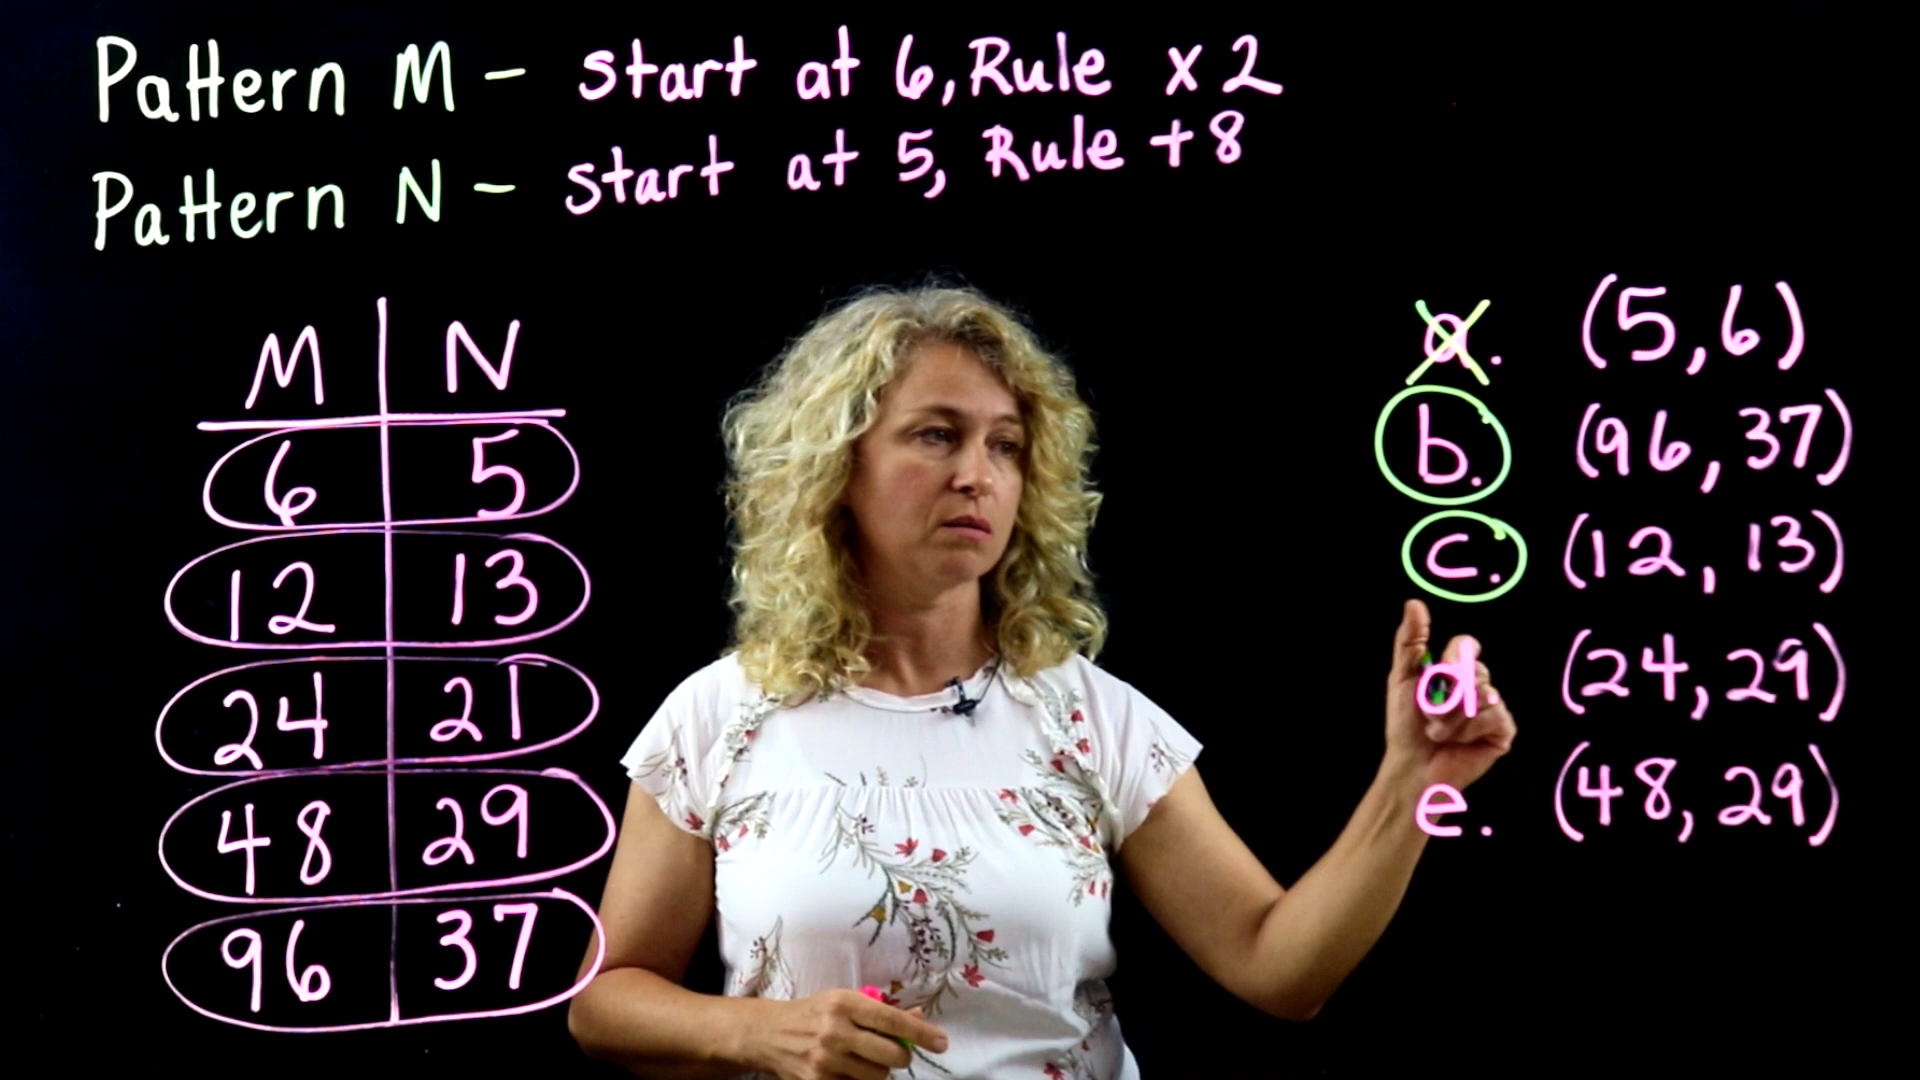 Pattern M - start at 6, Rule x 2
Pattern N - start at 5, Rule +8
M N
6 5
12 13
24 21
48 29
96 37
a. (5, 6)
b. (96, 37)
c. (12, 13)
d. (24, 29)
e. (48, 29)